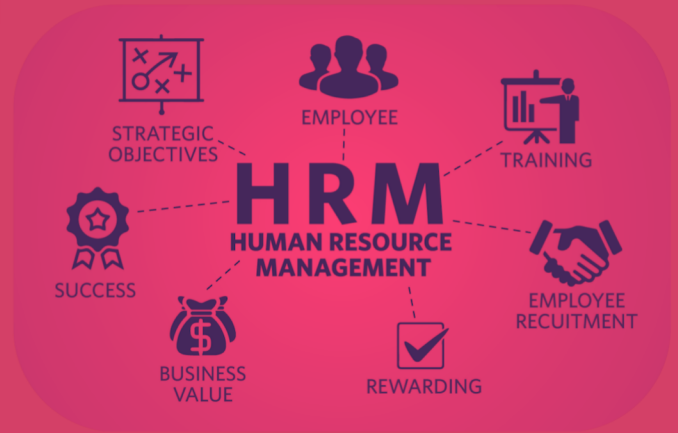 EMPLOYEE
STRATEGIC
OBJECTIVES
TRAINING
HRM
HUMAN RESOURCE
MANAGEMENT
SUCCESS
EMPLOYEE
RECUITMENT
BUSINESS
VALUE
REWARDING